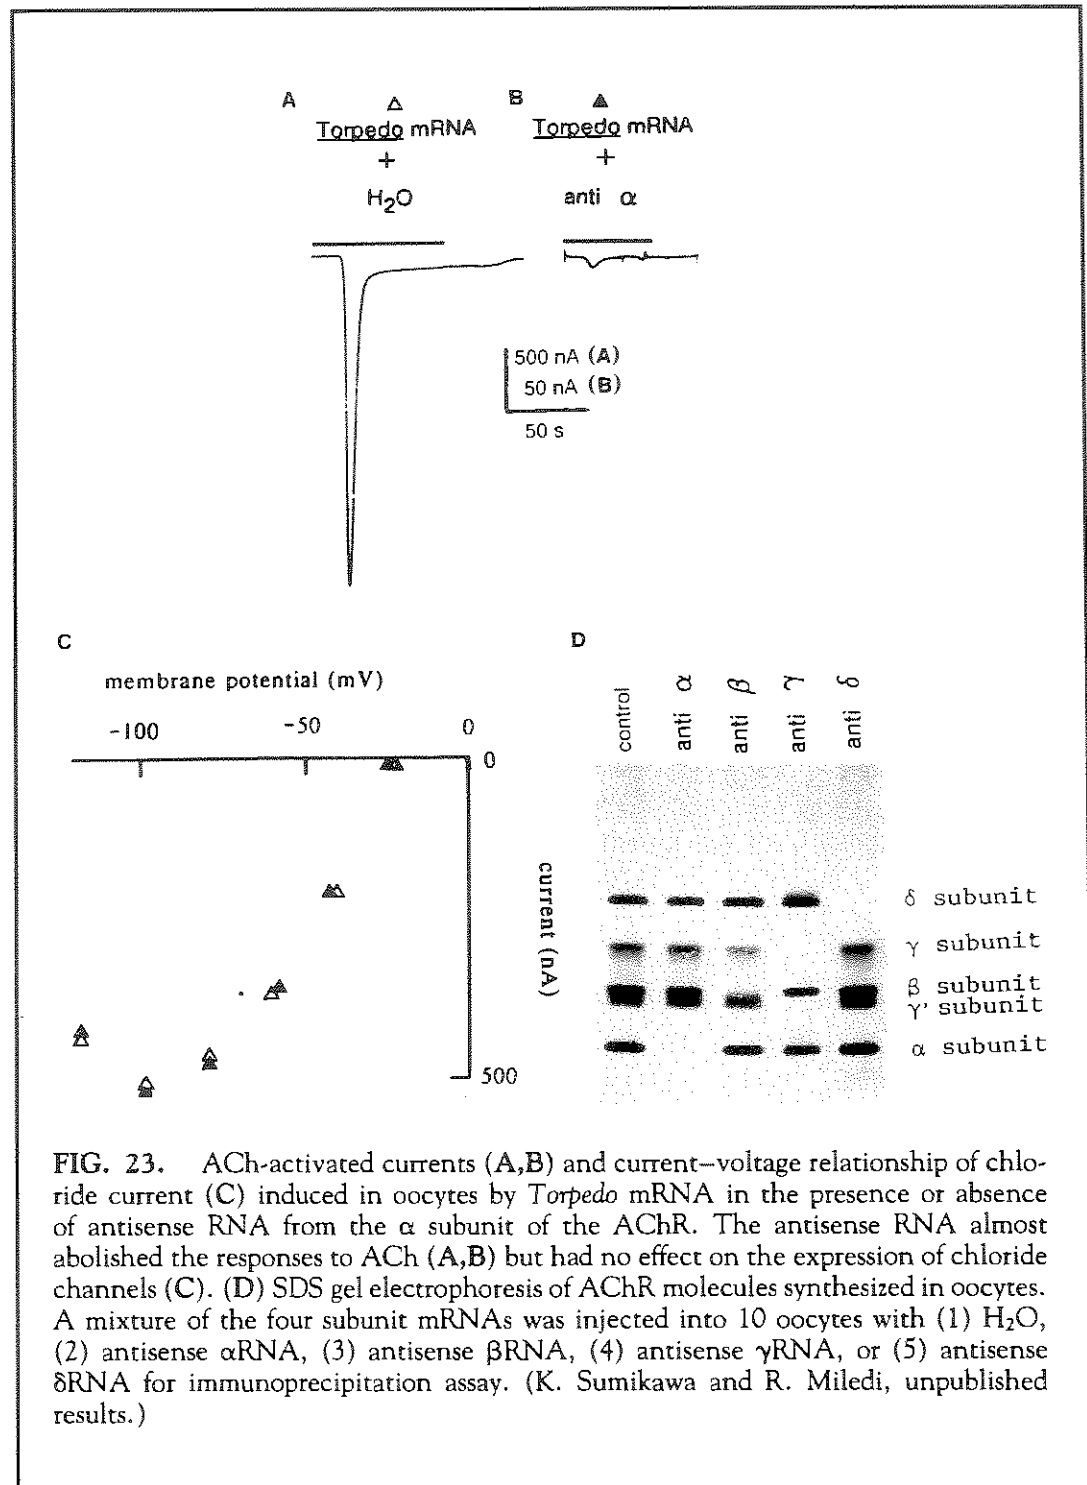 A △ B ▲
Torpedo mRNA Torpedo mRNA
+ +
H₂O anti α
500 nA (A)
50 nA (B)
50 s
C
membrane potential (mV)
-100 -50 0
0
current (nA)
500
D
control anti α anti β anti γ anti δ
δ subunit
γ subunit
β subunit
γ' subunit
α subunit
FIG. 23. ACh-activated currents (A,B) and current–voltage relationship of chlo-
ride current (C) induced in oocytes by Torpedo mRNA in the presence or absence
of antisense RNA from the α subunit of the AChR. The antisense RNA almost
abolished the responses to ACh (A,B) but had no effect on the expression of chloride
channels (C). (D) SDS gel electrophoresis of AChR molecules synthesized in oocytes.
A mixture of the four subunit mRNAs was injected into 10 oocytes with (1) H₂O,
(2) antisense αRNA, (3) antisense βRNA, (4) antisense γRNA, or (5) antisense
δRNA for immunoprecipitation assay. (K. Sumikawa and R. Miledi, unpublished
results.)